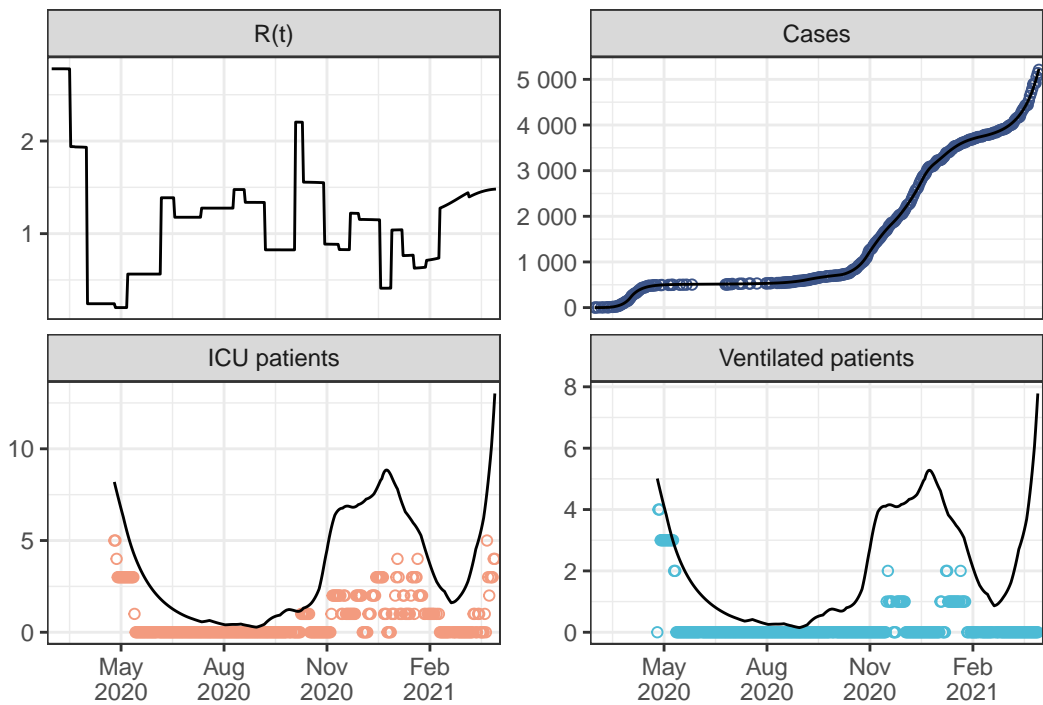 R(t)
Cases
2
1
5 000
4 000
3 000
2 000
1 000
0
ICU patients
Ventilated patients
10
5
0
8
6
4
2
0
May Aug Nov Feb
2020 2020 2020 2021
May Aug Nov Feb
2020 2020 2020 2021